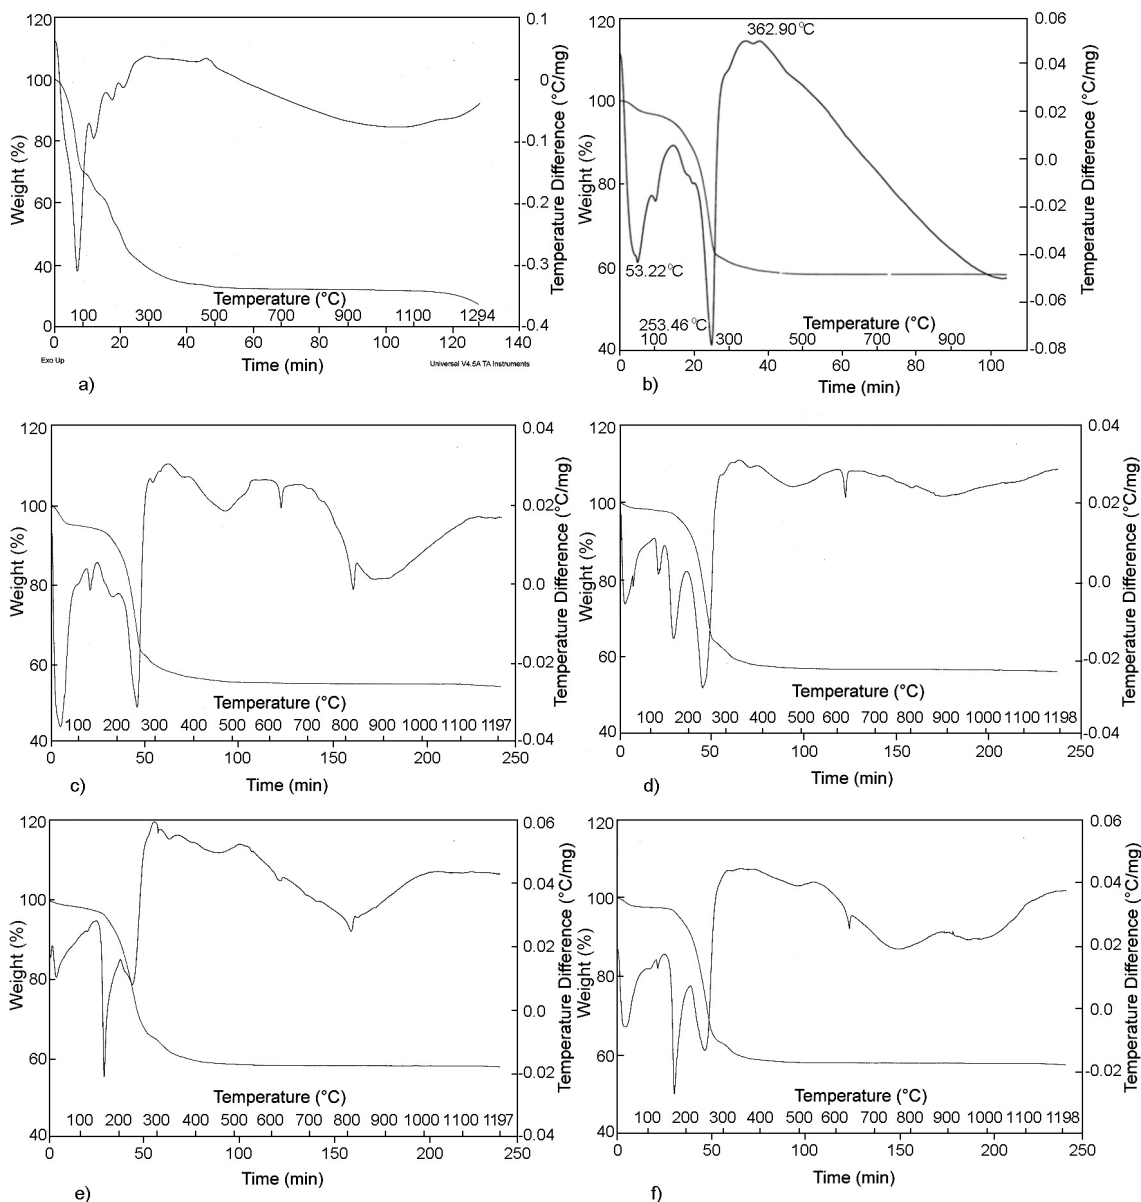 120 0.1
100 0
80 -0.1
60 -0.2
40 -0.3
0 -0.4
Weight (%)
Temperature Difference (°C/mg)
Temperature (°C)
100 300 500 700 900 1100 1294
0 20 40 60 80 100 120 140
Exo Up Time (min) Universal V4.5A TA Instruments
a)
120 0.06
0.04
100 0.02
0.0
80 -0.02
60 -0.04
-0.06
40 -0.08
Weight (%)
Temperature Difference (°C/mg)
362.90 °C
53.22 °C
253.46 °C
Temperature (°C)
100 300 500 700 900
0 20 40 60 80 100
Time (min)
b)
120 0.04
100 0.02
80 0.0
60 -0.02
40 -0.04
Weight (%)
Temperature Difference (°C/mg)
Temperature (°C)
100 200 300 400 500 600 700 800 900 1000 1100 1197
0 50 100 150 200 250
Time (min)
c)
120 0.04
100 0.02
80 0.0
60 -0.02
40 -0.04
Weight (%)
Temperature Difference (°C/mg)
Temperature (°C)
100 200 300 400 500 600 700 800 900 1000 1100 1198
0 50 100 150 200 250
Time (min)
d)
120 0.06
100 0.04
0.02
80 0.0
60 -0.02
40 -0.04
Weight (%)
Temperature Difference (°C/mg)
Temperature (°C)
100 200 300 400 500 600 700 800 900 1000 1100 1197
0 50 100 150 200 250
Time (min)
e)
120 0.06
100 0.04
0.02
80 0.0
60 -0.02
40
Weight (%)
Temperature Difference (°C/mg)
Temperature (°C)
100 200 300 400 500 600 700 800 900 1000 1100 1198
0 50 100 150 200 250
Time (min)
f)